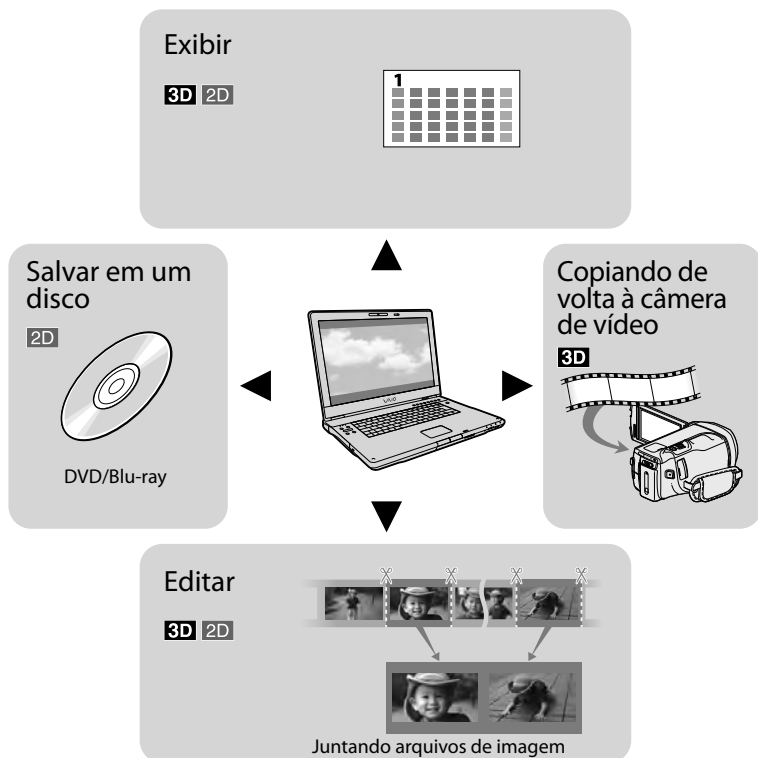 Exibir
3D 2D
1
Salvar em um
disco
2D
DVD/Blu-ray
VAIO
Copiando de
volta à câmera
de vídeo
3D
Editar
3D 2D
Juntando arquivos de imagem